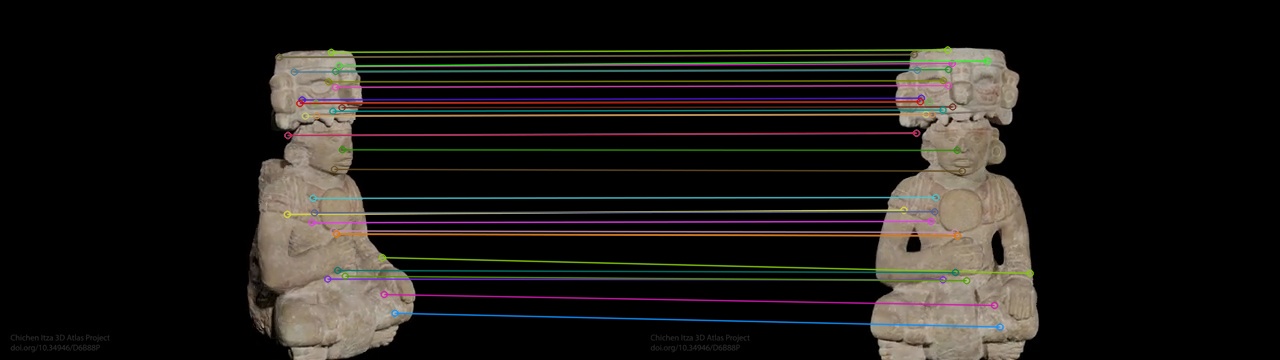 Chichen Itza 3D Atlas Project
doi.org/10.34946/D6B88P
Chichen Itza 3D Atlas Project
doi.org/10.34946/D6B88P